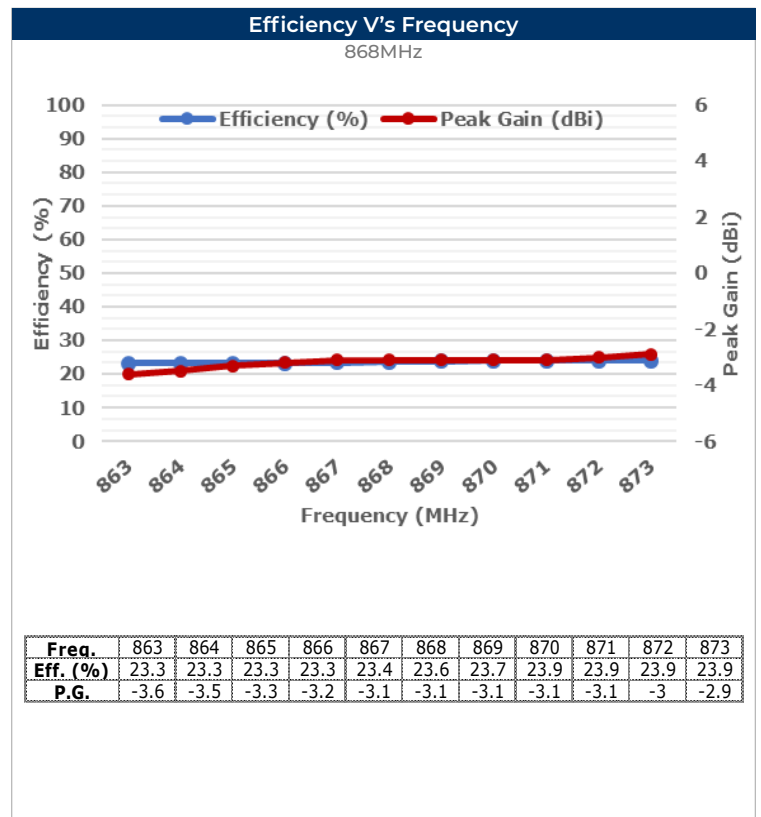 Efficiency V's Frequency
868MHz
Efficiency (%) Peak Gain (dBi)
100
90
80
70
60
50
40
30
20
10
0
Efficiency (%)
6
4
2
0
-2
-4
-6
Peak Gain (dBi)
863 864 865 866 867 868 869 870 871 872 873
Frequency (MHz)
Freq. 863 864 865 866 867 868 869 870 871 872 873
Eff. (%) 23.3 23.3 23.3 23.3 23.4 23.6 23.7 23.9 23.9 23.9 23.9
P.G. -3.6 -3.5 -3.3 -3.2 -3.1 -3.1 -3.1 -3.1 -3.1 -3 -2.9